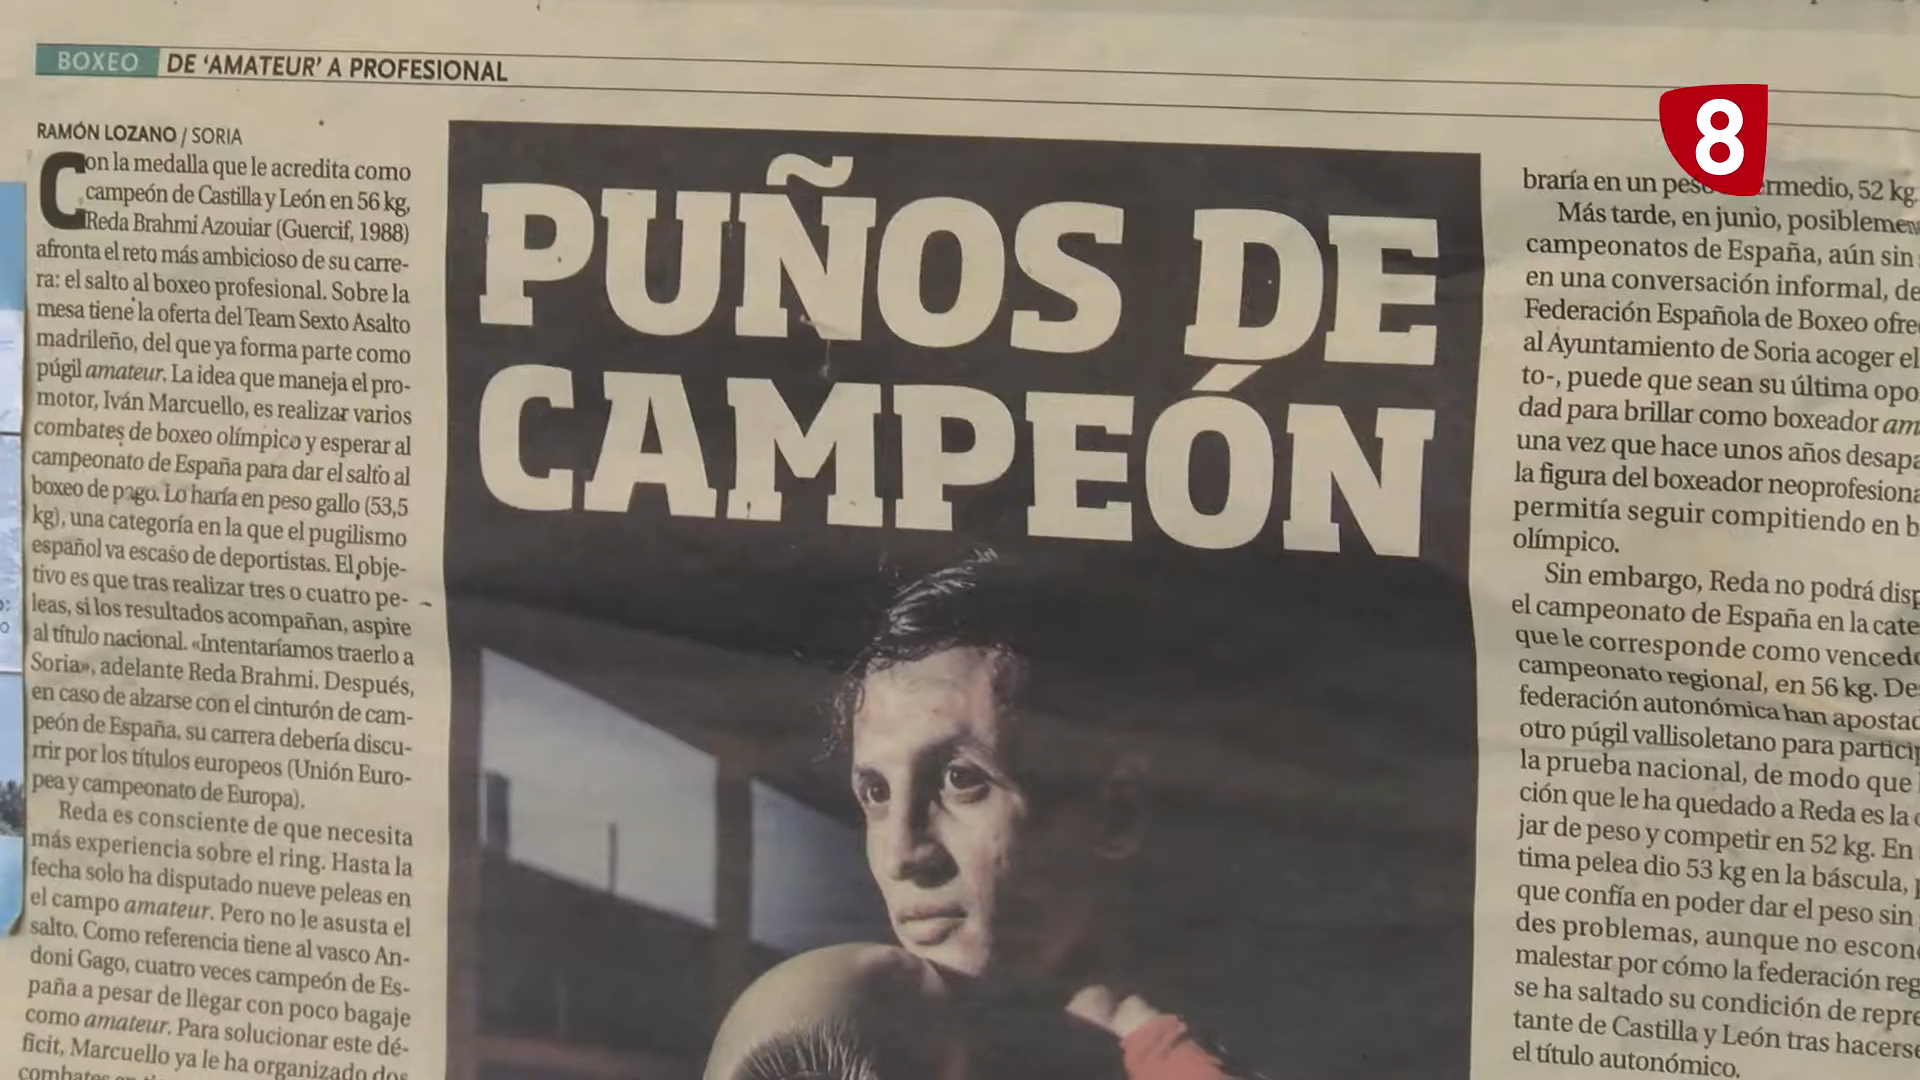 BOXEO DE ‘AMATEUR’ A PROFESIONAL
RAMÓN LOZANO / SORIA
Con la medalla que le acredita como
campeón de Castilla y León en 56 kg,
Reda Brahmi Azouiar (Guercif, 1988)
afronta el reto más ambicioso de su carre-
ra: el salto al boxeo profesional. Sobre la
mesa tiene la oferta del Team Sexto Asalto
madrileño, del que ya forma parte como
púgil amateur. La idea que maneja el pro-
motor, Iván Marcuello, es realizar varios
combates de boxeo olímpico y esperar al
campeonato de España para dar el salto al
boxeo de pago. Lo haría en peso gallo (53,5
kg), una categoría en la que el pugilismo
español va escaso de deportistas. El obje-
tivo es que tras realizar tres o cuatro pe-
leas, si los resultados acompañan, aspire
al título nacional. «Intentaríamos traerlo a
Soria», adelante Reda Brahmi. Después,
en caso de alzarse con el cinturón de cam-
peón de España, su carrera debería discu-
rrir por los títulos europeos (Unión Euro-
pea y campeonato de Europa).
Reda es consciente de que necesita
más experiencia sobre el ring. Hasta la
fecha solo ha disputado nueve peleas en
el campo amateur. Pero no le asusta el
salto. Como referencia tiene al vasco An-
doni Gago, cuatro veces campeón de Es-
paña a pesar de llegar con poco bagaje
como amateur. Para solucionar este dé-
ficit, Marcuello ya le ha organizado dos
combates en
PUÑOS DE
CAMPEÓN
8
braría en un peso ermedio, 52 kg.
Más tarde, en junio, posiblemen
campeonatos de España, aún sin
en una conversación informal, de
Federación Española de Boxeo ofre
al Ayuntamiento de Soria acoger el
to-, puede que sean su última opo
dad para brillar como boxeador am
una vez que hace unos años desapa
la figura del boxeador neoprofesiona
permitía seguir compitiendo en b
olímpico.
Sin embargo, Reda no podrá disp
el campeonato de España en la cate
que le corresponde como vencedo
campeonato regional, en 56 kg. De
federación autonómica han apostad
otro púgil vallisoletano para particip
la prueba nacional, de modo que
ción que le ha quedado a Reda es la
jar de peso y competir en 52 kg. En
tima pelea dio 53 kg en la báscula,
que confía en poder dar el peso sin
des problemas, aunque no escond
malestar por cómo la federación reg
se ha saltado su condición de repre
tante de Castilla y León tras hacerse
el título autonómico.